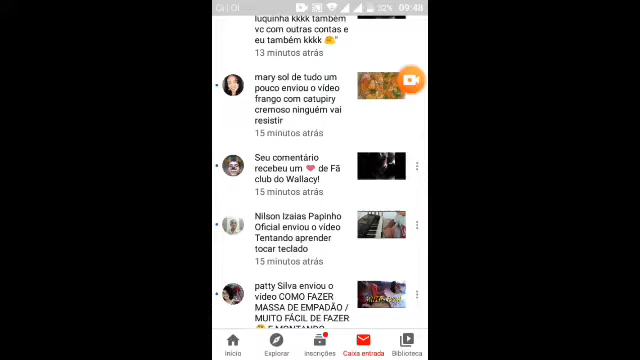 Oi | Oi
32%
09:48
luquinha kkkk também
vc com outras contas e
eu também kkkk 🤗"
13 minutos atrás
mary sol de tudo um
pouco enviou o vídeo
frango com catupiry
cremoso ninguém vai
resistir
15 minutos atrás
Seu comentário
recebeu um ❤ de Fã
club do Wallacy!
15 minutos atrás
Nilson Izaias Papinho
Oficial enviou o vídeo
Tentando aprender
tocar teclado
15 minutos atrás
patty Silva enviou o
vídeo COMO FAZER
MASSA DE EMPADÃO /
MUITO FÁCIL DE FAZER
E MONTANDO
Início
Explorar
Inscrições
Caixa entrada
Biblioteca